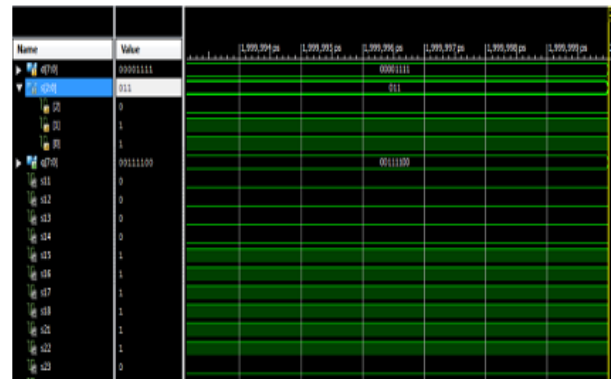 Name Value 1,999,994 ps 1,999,995 ps 1,999,996 ps 1,999,997 ps 1,999,998 ps 1,999,999 ps
d[7:0] 00001111 00001111
s[2:0] 011 011
[2] 0
[1] 1
[0] 1
q[7:0] 00111100 00111100
s11 0
s12 0
s13 0
s14 0
s15 1
s16 1
s17 1
s18 1
s21 1
s22 1
s23 0